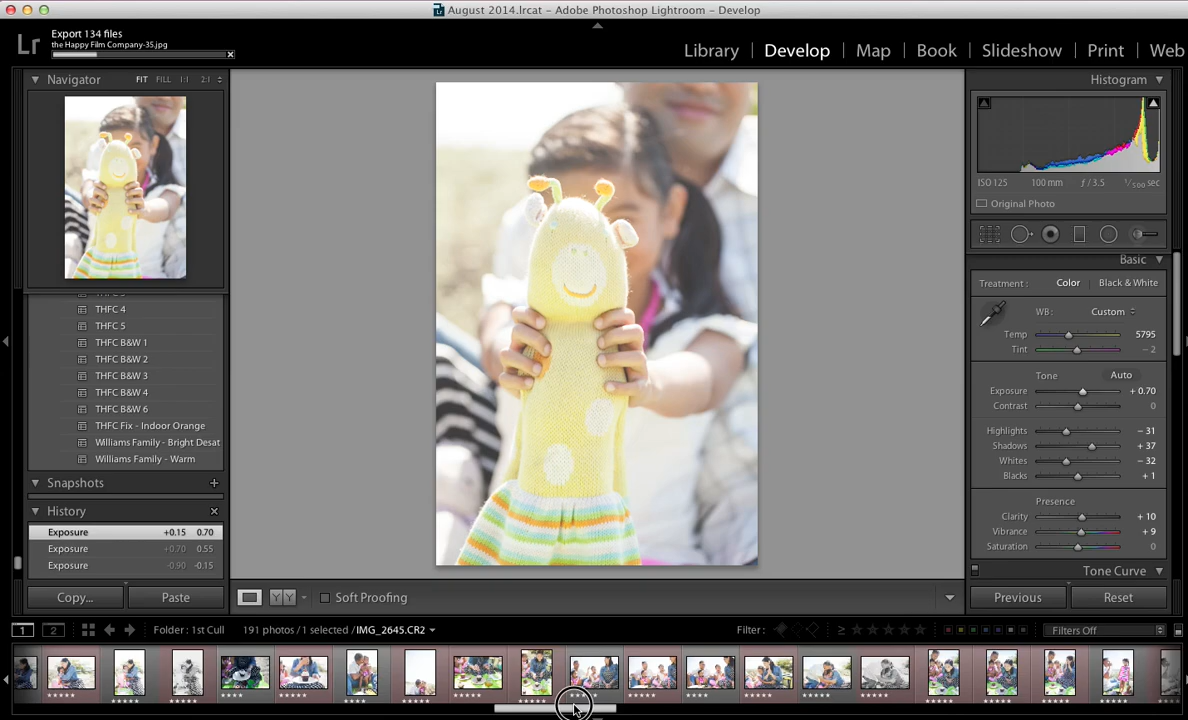 August 2014.lrcat - Adobe Photoshop Lightroom - Develop
Lr
Export 134 files
the Happy Film Company-35.jpg
Library | Develop | Map | Book | Slideshow | Print | Web
Navigator FIT FILL 1:1 2:1
THFC 4
THFC 5
THFC B&W 1
THFC B&W 2
THFC B&W 3
THFC B&W 4
THFC B&W 6
THFC Fix - Indoor Orange
Williams Family - Bright Desat
Williams Family - Warm
Snapshots +
History
Exposure +0.15 0.70
Exposure +0.70 0.55
Exposure -0.90 -0.15
Copy... Paste
YY Soft Proofing
Histogram
ISO 125 100 mm ƒ / 3.5 1/500 sec
Original Photo
Basic
Treatment : Color | Black & White
WB : Custom
Temp 5795
Tint - 2
Tone Auto
Exposure + 0.70
Contrast 0
Highlights - 31
Shadows + 37
Whites - 32
Blacks + 1
Presence
Clarity + 10
Vibrance + 9
Saturation 0
Tone Curve
Previous Reset
1 2 Folder : 1st Cull 191 photos / 1 selected / IMG_2645.CR2 Filter : ≥ Filters Off